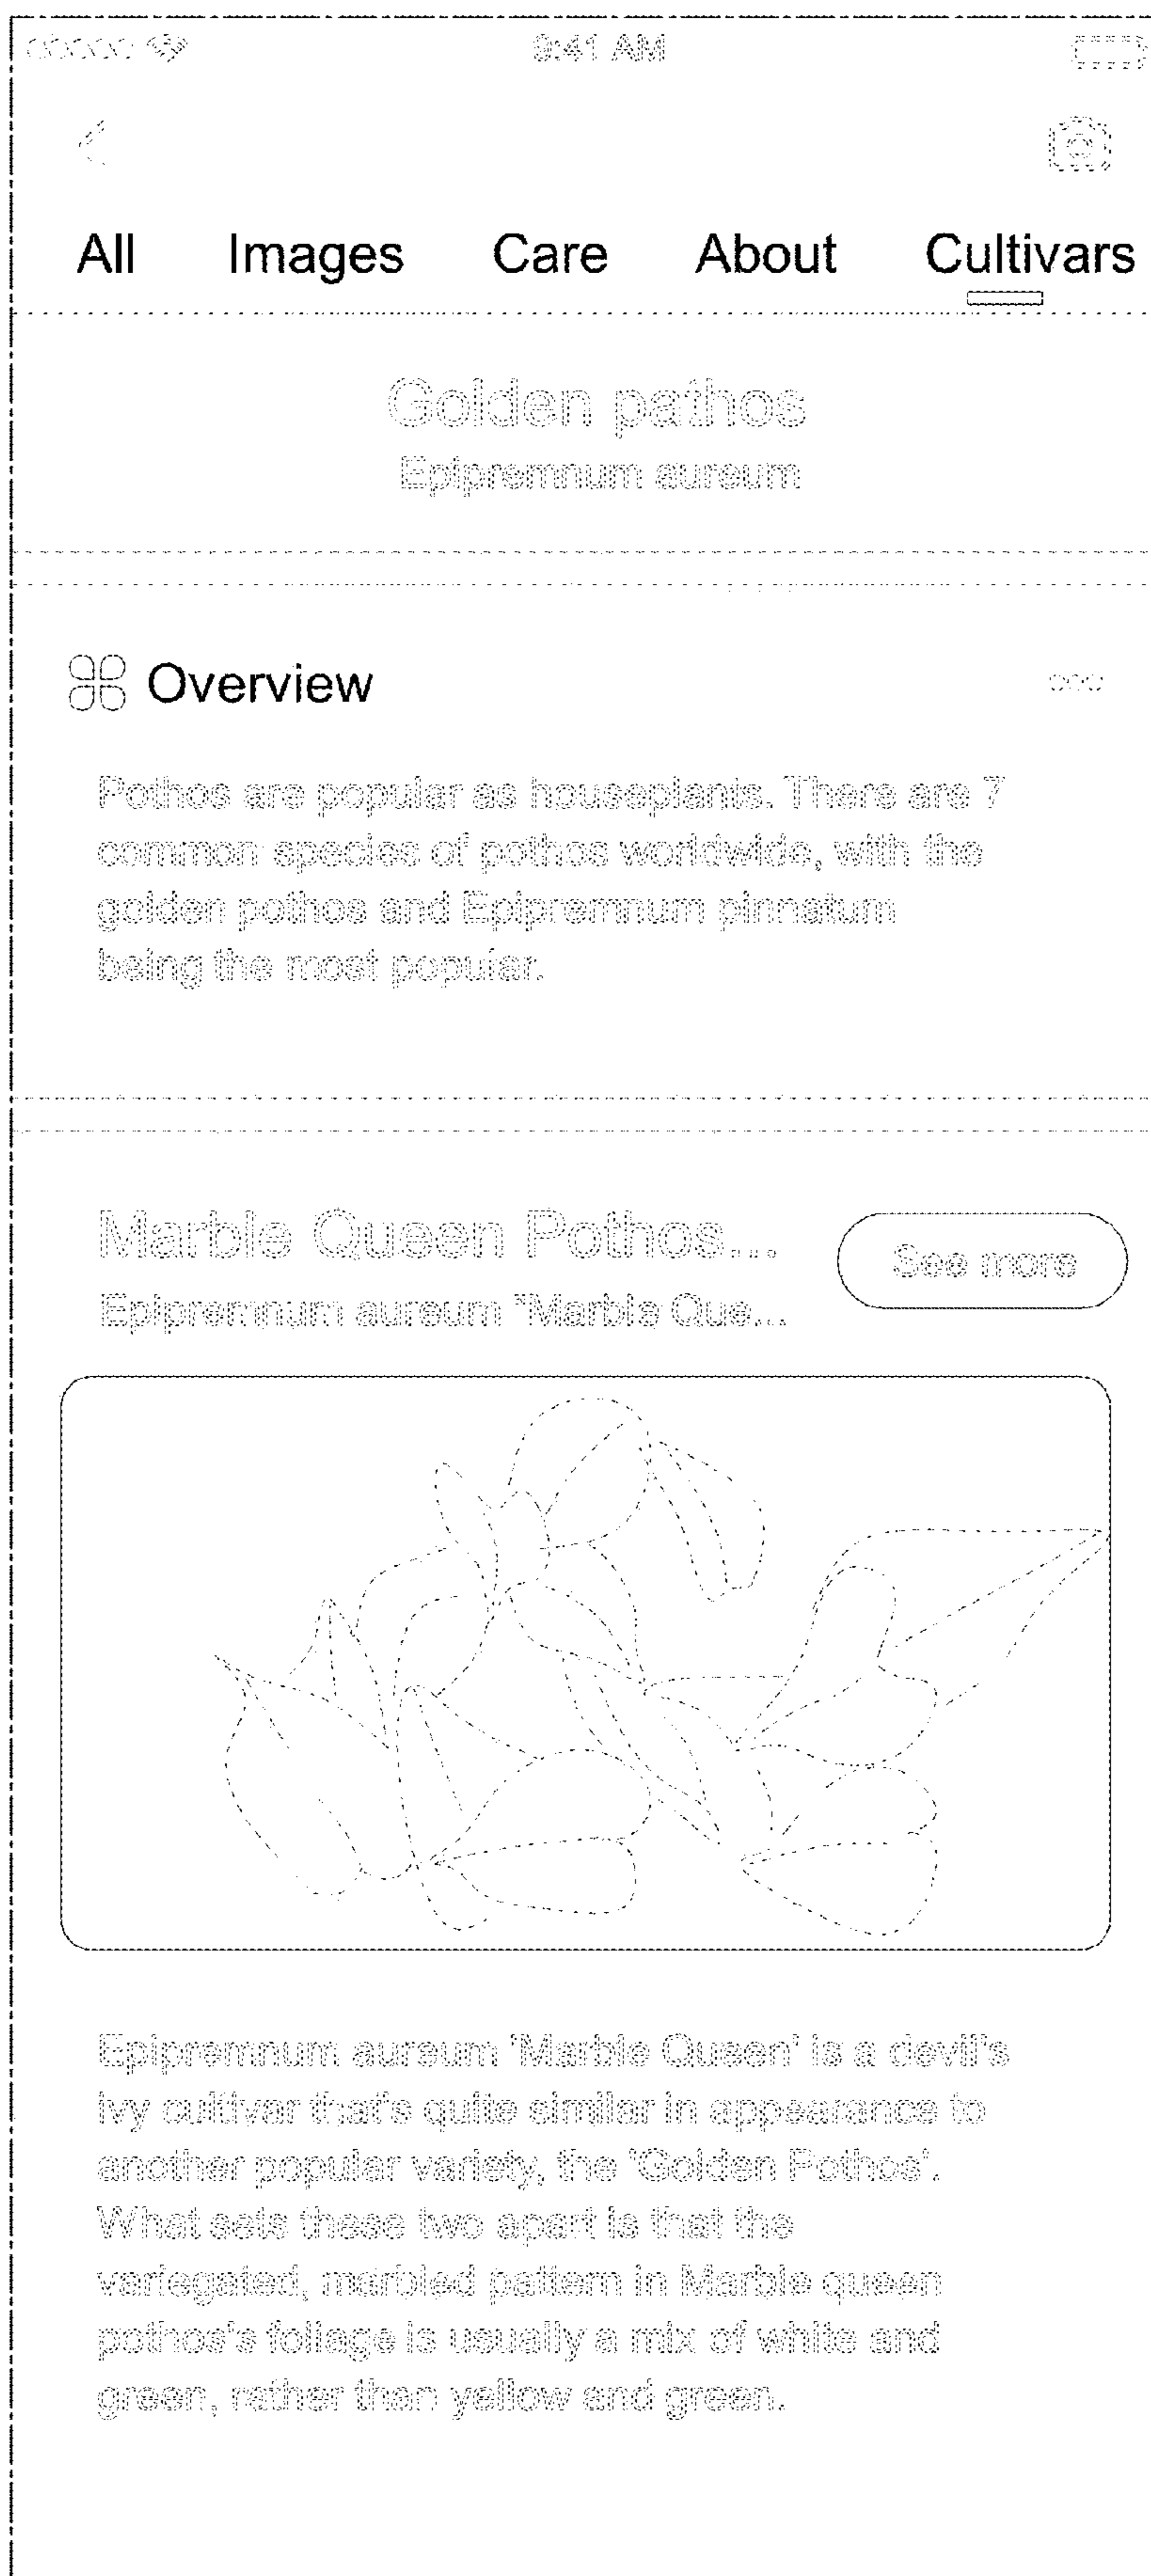 9:41 AM
All Images Care About Cultivars
Golden pathos
Epipremnum aureum
Overview
Pothos are popular as houseplants. There are 7
common species of pothos worldwide, with the
golden pothos and Epipremnum pinnatum
being the most popular.
Marble Queen Pothos...
See more
Epipremnum aureum "Marble Que...
Epipremnum aureum 'Marble Queen' is a devil's
ivy cultivar that's quite similar in appearance to
another popular variety, the 'Golden Pothos'.
What sets these two apart is that the
variegated, marbled pattern in Marble queen
pothos's foliage is usually a mix of white and
green, rather than yellow and green.